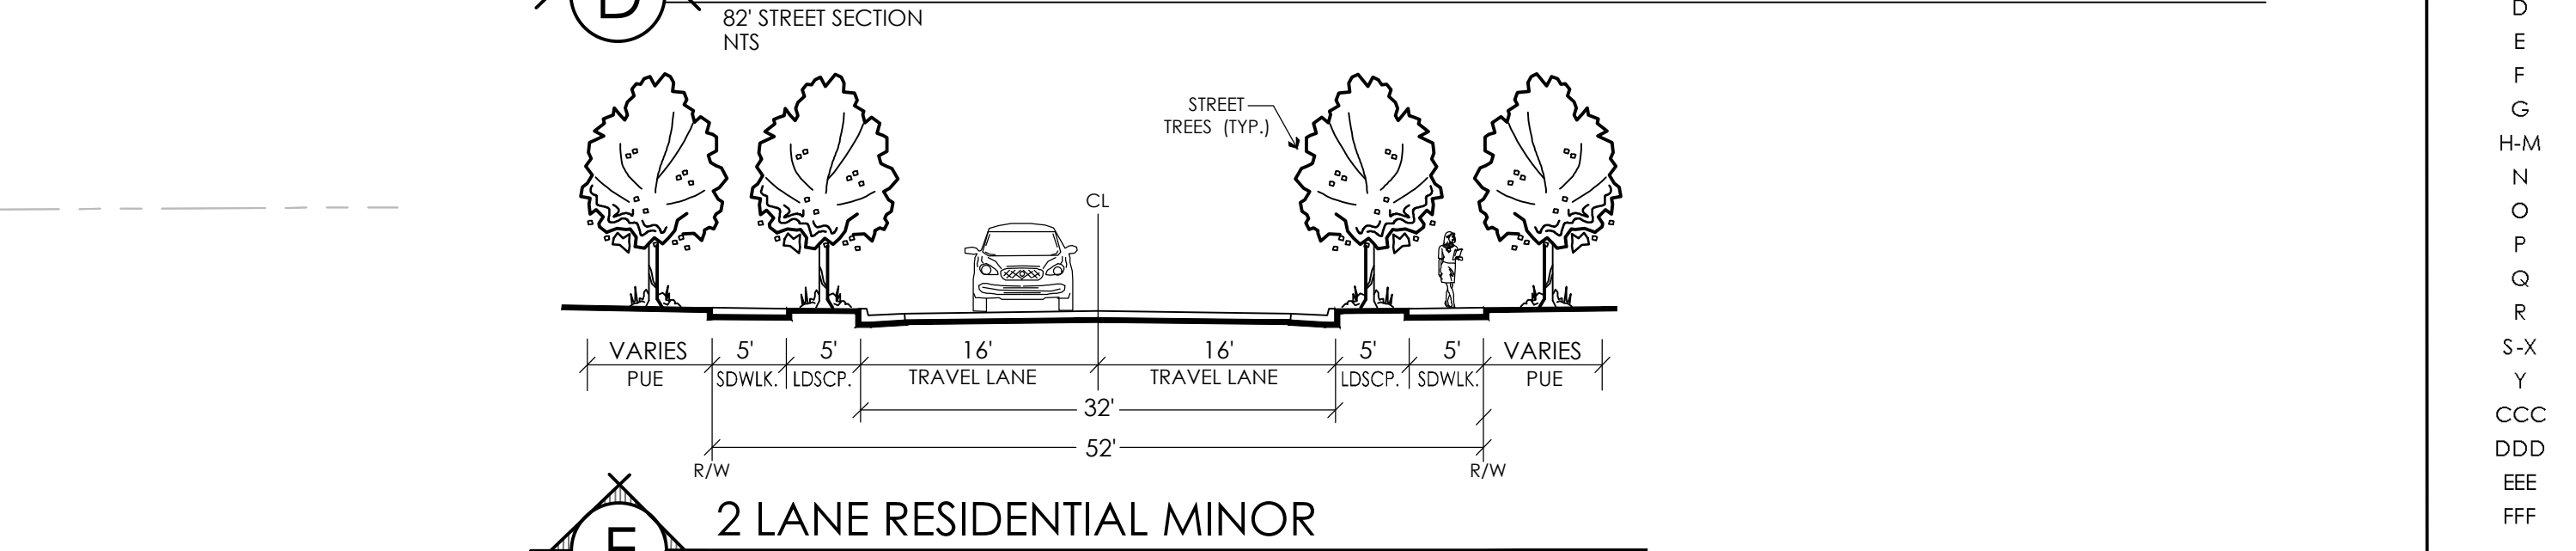 D
82' STREET SECTION
NTS
STREET
TREES (TYP.)
CL
VARIES 5' 5' 16' 16' 5' 5' VARIES
PUE SDWLK. LDSCP. TRAVEL LANE TRAVEL LANE LDSCP. SDWLK. PUE
32'
52'
R/W R/W
2 LANE RESIDENTIAL MINOR
D
E
F
G
H-M
N
O
P
Q
R
S-X
Y
CCC
DDD
EEE
FFF